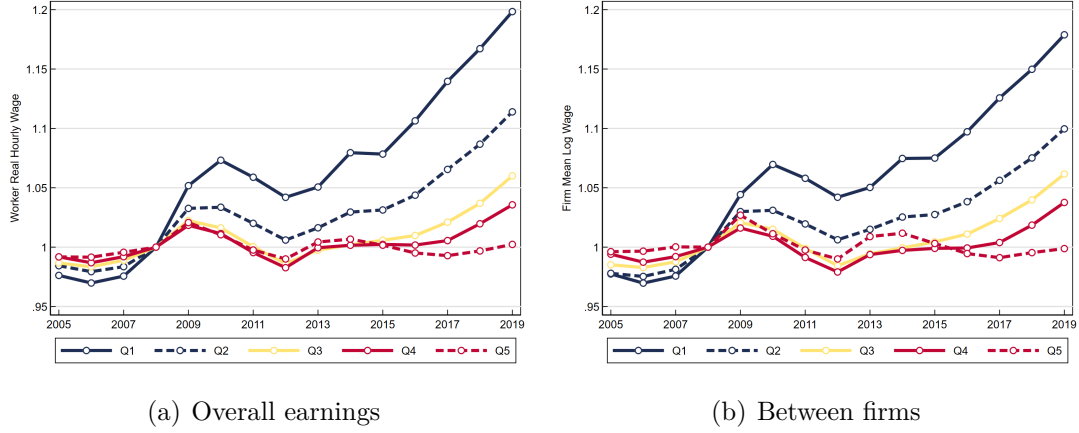 Worker Real Hourly Wage
1.2
1.15
1.1
1.05
1
.95
2005 2007 2009 2011 2013 2015 2017 2019
Q1 Q2 Q3 Q4 Q5
(a) Overall earnings
Firm Mean Log Wage
1.2
1.15
1.1
1.05
1
.95
2005 2007 2009 2011 2013 2015 2017 2019
Q1 Q2 Q3 Q4 Q5
(b) Between firms